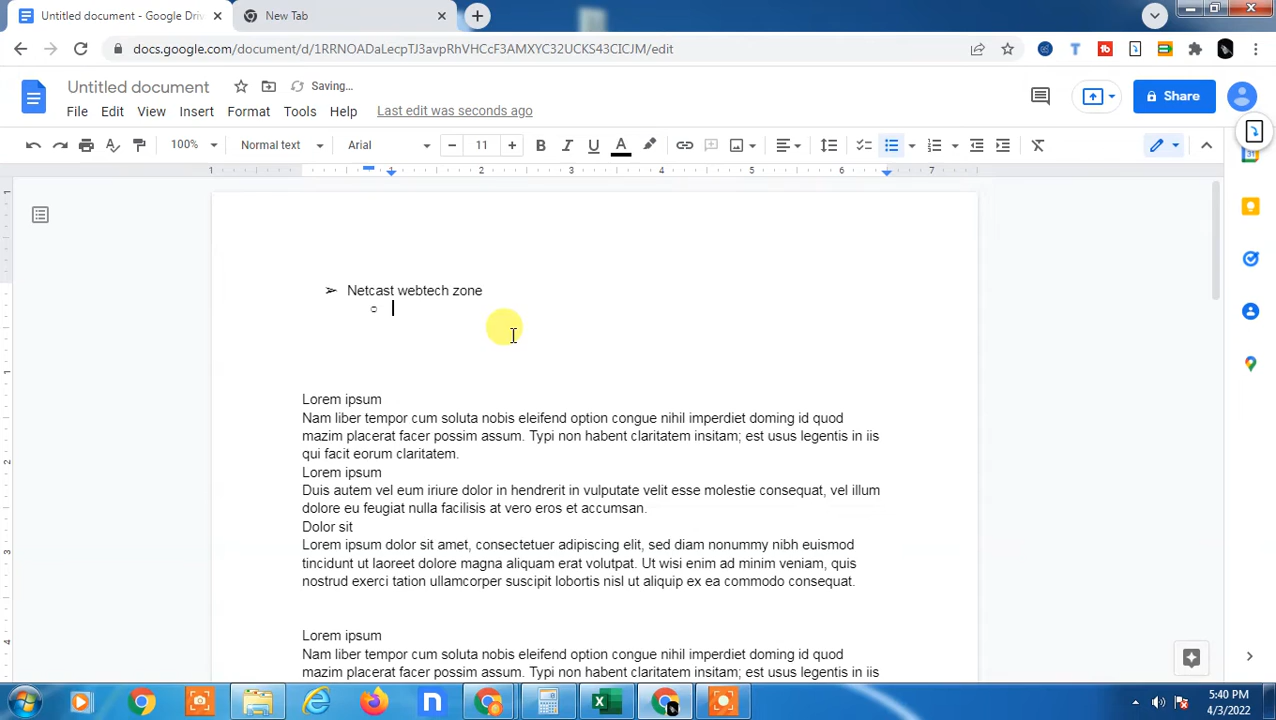 Untitled document - Google Driv
New Tab
docs.google.com/document/d/1RRNOADaLecpTJ3avpRhVHCcF3AMXYC32UCKS43CICJM/edit
Untitled document
Saving...
File Edit View Insert Format Tools Help
Last edit was seconds ago
Share
100% Normal text Arial 11
1 1 2 3 4 5 6 7
➢ Netcast webtech zone
○
Lorem ipsum
Nam liber tempor cum soluta nobis eleifend option congue nihil imperdiet doming id quod
mazim placerat facer possim assum. Typi non habent claritatem insitam; est usus legentis in iis
qui facit eorum claritatem.
Lorem ipsum
Duis autem vel eum iriure dolor in hendrerit in vulputate velit esse molestie consequat, vel illum
dolore eu feugiat nulla facilisis at vero eros et accumsan.
Dolor sit
Lorem ipsum dolor sit amet, consectetuer adipiscing elit, sed diam nonummy nibh euismod
tincidunt ut laoreet dolore magna aliquam erat volutpat. Ut wisi enim ad minim veniam, quis
nostrud exerci tation ullamcorper suscipit lobortis nisl ut aliquip ex ea commodo consequat.
Lorem ipsum
Nam liber tempor cum soluta nobis eleifend option congue nihil imperdiet doming id quod
mazim placerat facer possim assum. Typi non habent claritatem insitam; est usus legentis in iis
5:40 PM
4/3/2022